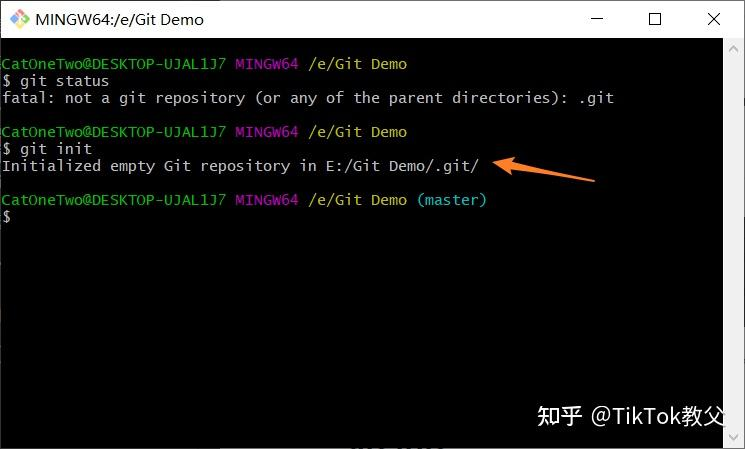 MINGW64:/e/Git Demo
CatOneTwo@DESKTOP-UJAL1J7 MINGW64 /e/Git Demo
$ git status
fatal: not a git repository (or any of the parent directories): .git
CatOneTwo@DESKTOP-UJAL1J7 MINGW64 /e/Git Demo
$ git init
Initialized empty Git repository in E:/Git Demo/.git/
CatOneTwo@DESKTOP-UJAL1J7 MINGW64 /e/Git Demo (master)
$
知乎 @TikTok教父